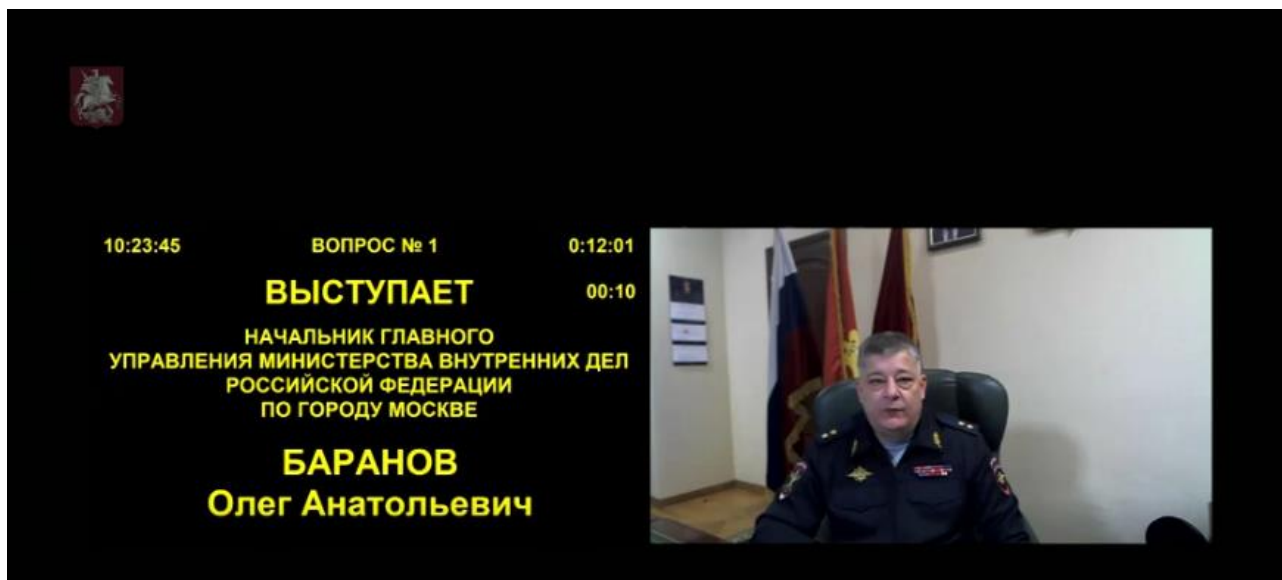 10:23:45 ВОПРОС № 1 0:12:01
ВЫСТУПАЕТ 00:10
НАЧАЛЬНИК ГЛАВНОГО
УПРАВЛЕНИЯ МИНИСТЕРСТВА ВНУТРЕННИХ ДЕЛ
РОССИЙСКОЙ ФЕДЕРАЦИИ
ПО ГОРОДУ МОСКВЕ
БАРАНОВ
Олег Анатольевич